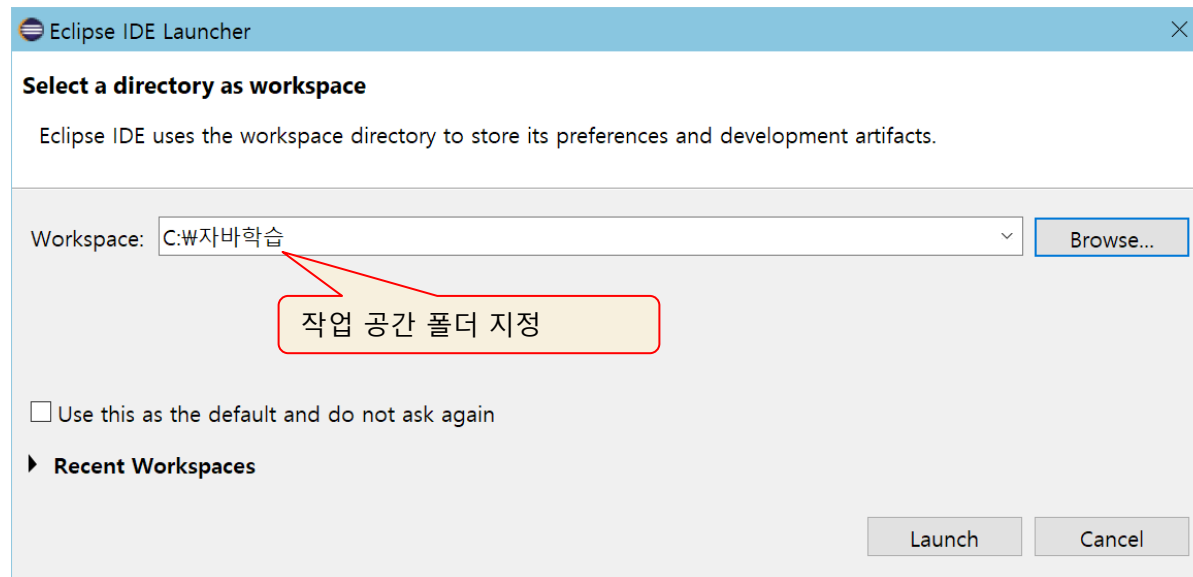 Eclipse IDE Launcher
Select a directory as workspace
Eclipse IDE uses the workspace directory to store its preferences and development artifacts.
Workspace: C:₩자바학습 Browse...
작업 공간 폴더 지정
Use this as the default and do not ask again
Recent Workspaces
Launch Cancel